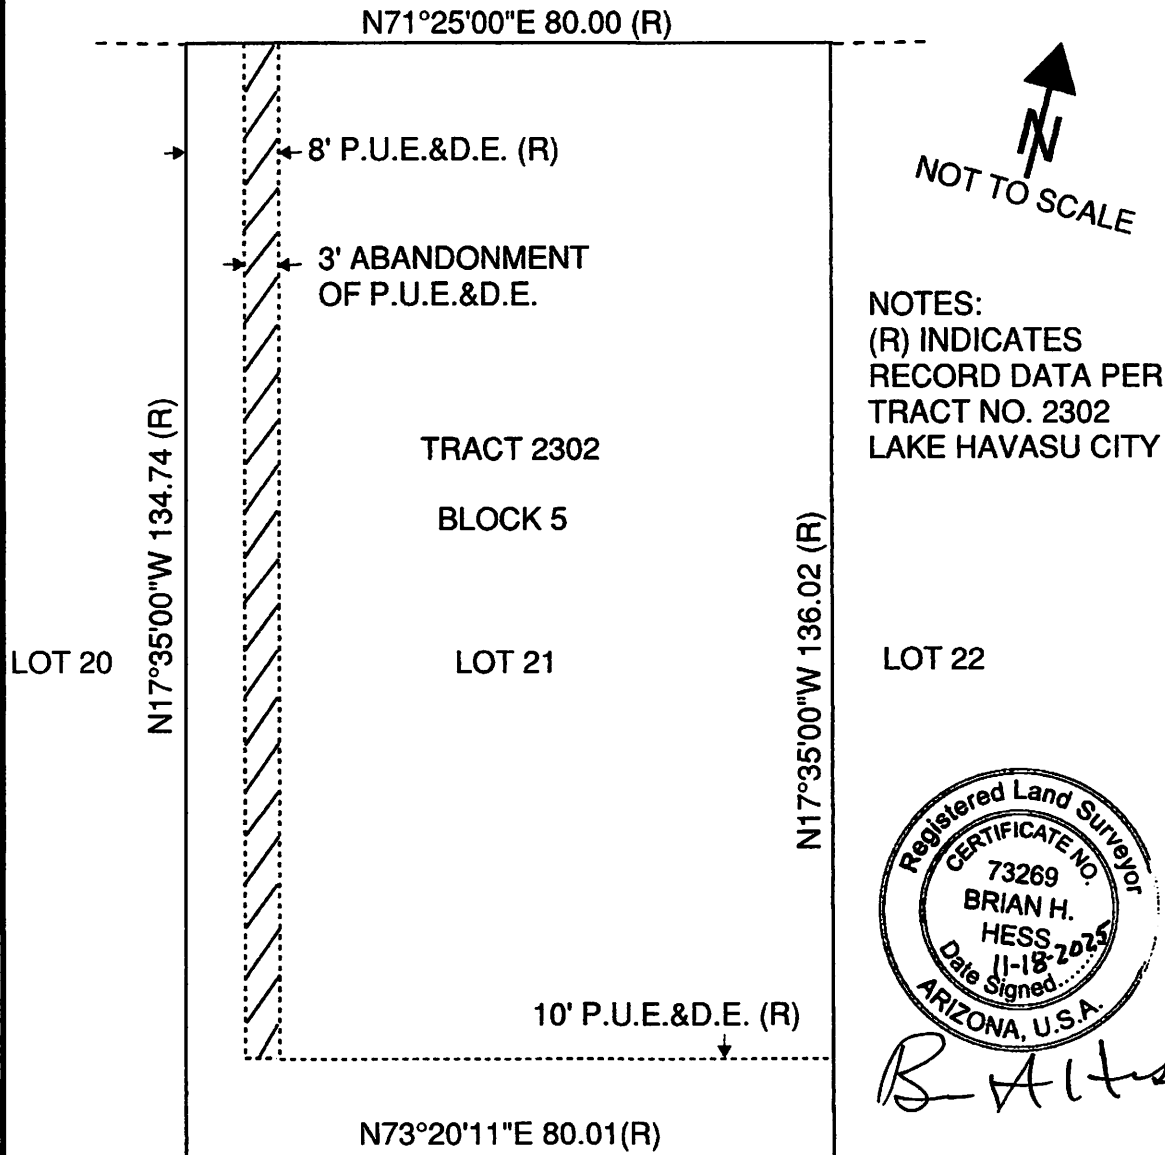 N71°25'00"E 80.00 (R)
8' P.U.E.&D.E. (R)
3' ABANDONMENT
OF P.U.E.&D.E.
N
NOT TO SCALE
NOTES:
(R) INDICATES
RECORD DATA PER
TRACT NO. 2302
LAKE HAVASU CITY
N17°35'00"W 134.74 (R)
TRACT 2302
BLOCK 5
N17°35'00"W 136.02 (R)
LOT 20
LOT 21
LOT 22
Registered Land Surveyor
CERTIFICATE NO.
73269
BRIAN H.
HESS
11-18-2025
Date Signed........
ARIZONA, U.S.A.
10' P.U.E.&D.E. (R)
N73°20'11"E 80.01(R)